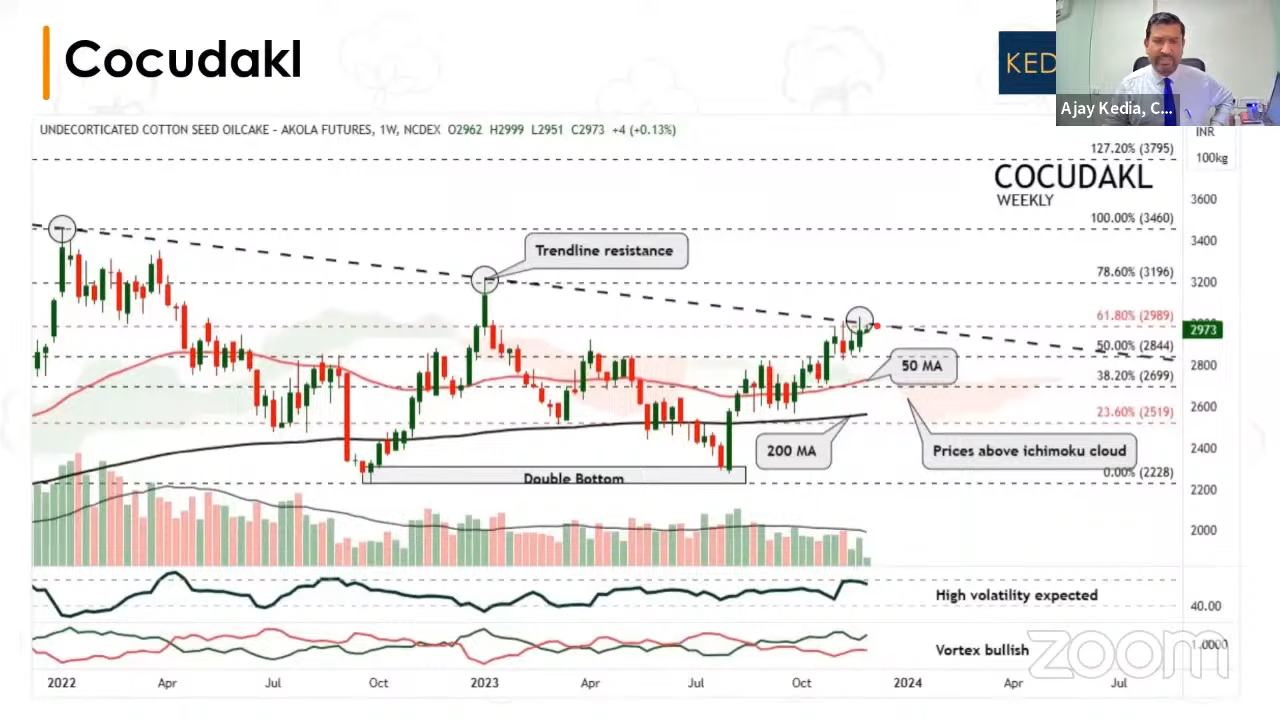 Cocudakl
KED
Ajay Kedia, C...
UNDECORTICATED COTTON SEED OILCAKE - AKOLA FUTURES, 1W, NCDEX O2962 H2999 L2951 C2973 +4 (+0.13%)
INR
100kg
127.20% (3795)
COCUDAKL
WEEKLY
3600
100.00% (3460)
3400
Trendline resistance
78.60% (3196)
3200
61.80% (2989)
2973
50.00% (2844)
2800
50 MA
38.20% (2699)
2600
23.60% (2519)
200 MA
Prices above ichimoku cloud
2400
0.00% (2228)
Double Bottom
2200
2000
High volatility expected
40.00
Vortex bullish
1.0000
zoom
2022 Apr Jul Oct 2023 Apr Jul Oct 2024 Apr Jul